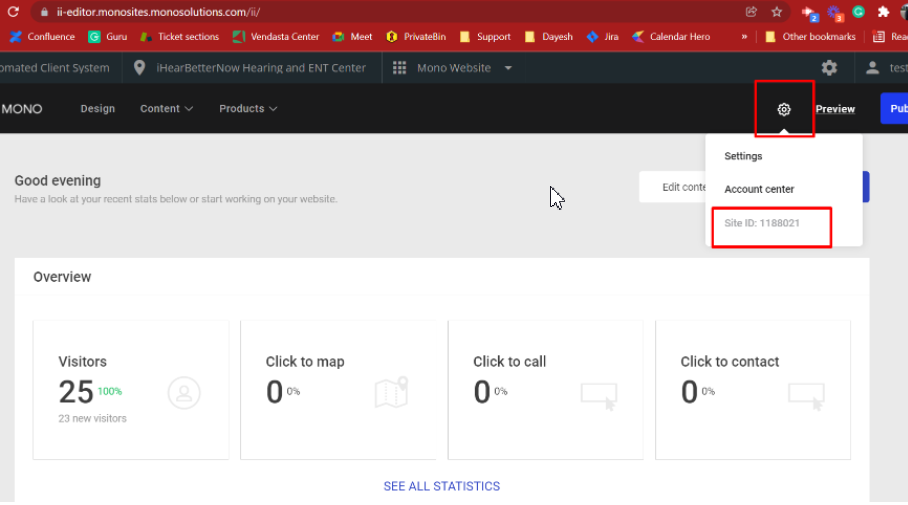 ii-editor.monosites.monosolutions.com/ii/
2 3
Confluence Guru Ticket sections Vendasta Center Meet PrivateBin Support Dayesh Jira Calendar Hero » Other bookmarks Rea
omated Client System iHearBetterNow Hearing and ENT Center Mono Website test
MONO Design Content Products Preview Pub
Settings
Good evening
Edit conte Account center
Have a look at your recent stats below or start working on your website.
Site ID: 1188021
Overview
Visitors Click to map Click to call Click to contact
25 100% 0 0% 0 0% 0 0%
23 new visitors
SEE ALL STATISTICS